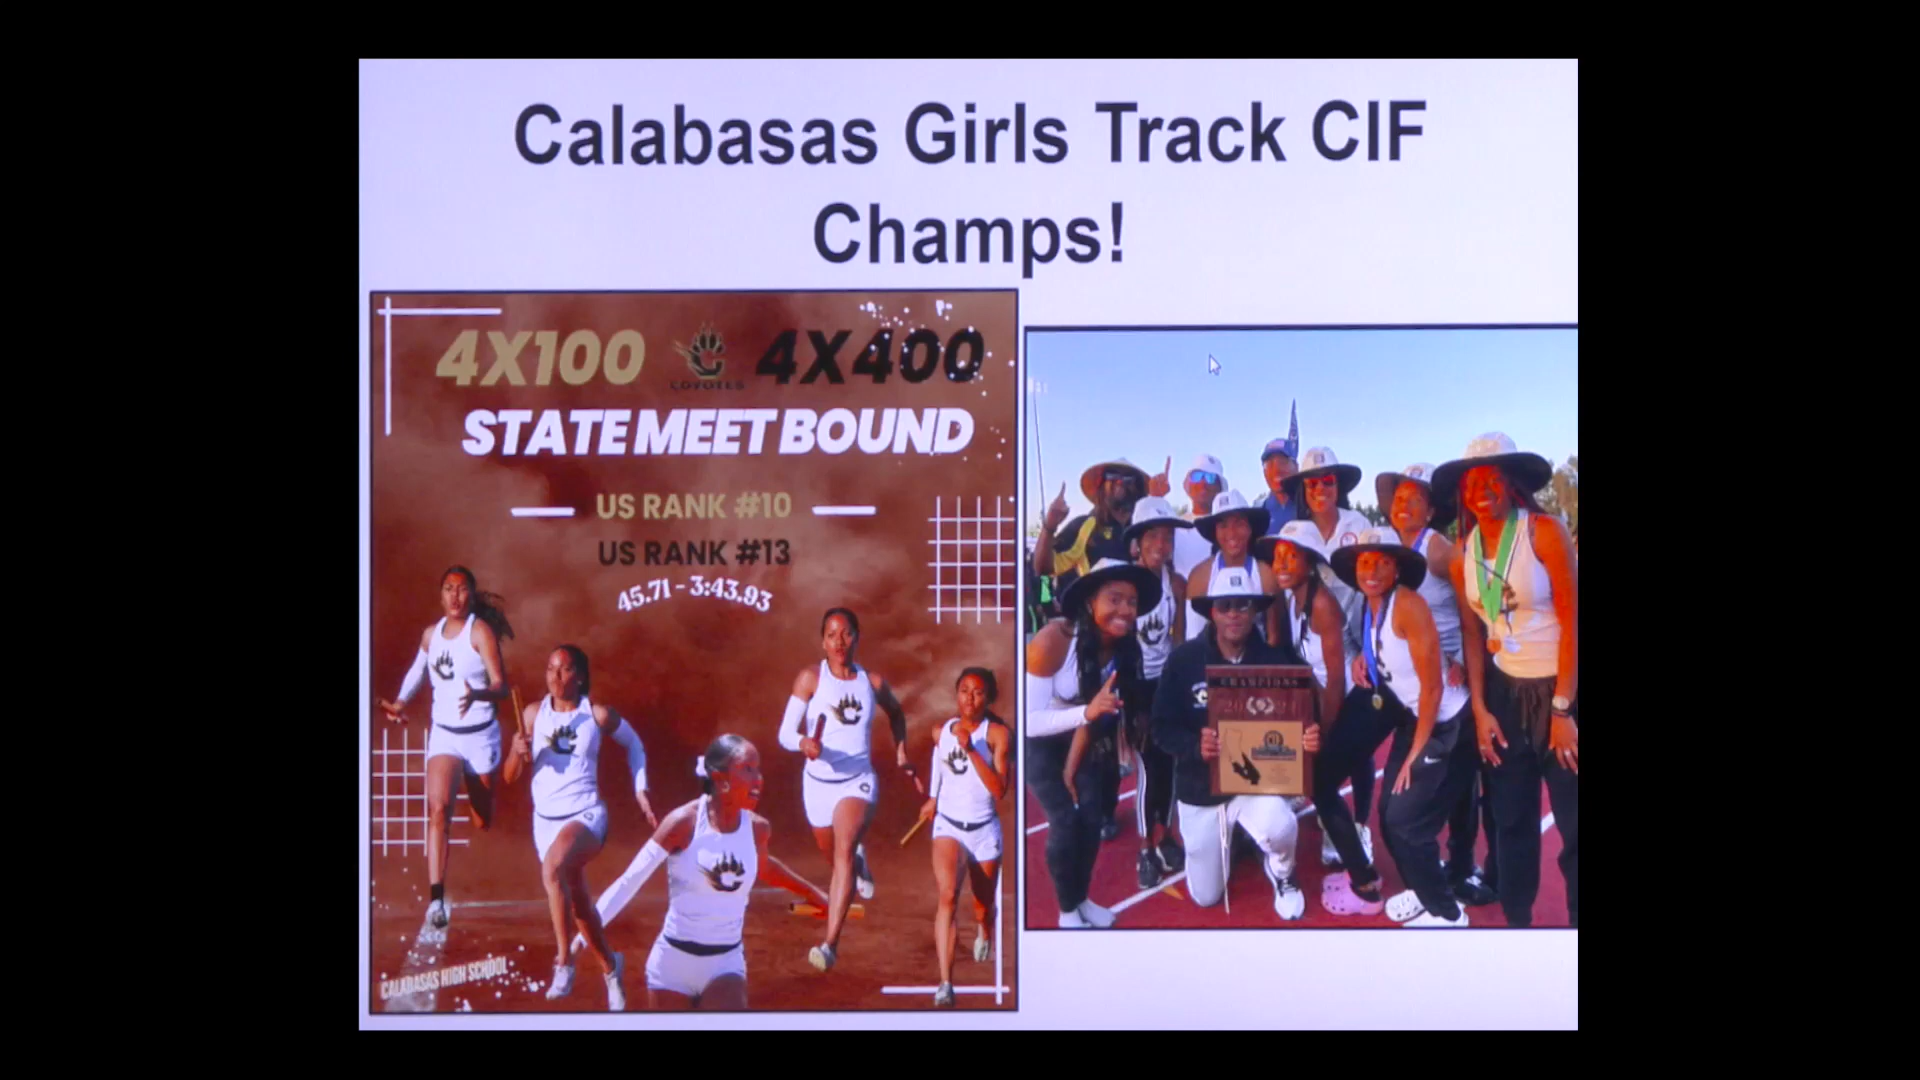 Calabasas Girls Track CIF
Champs!
4X100
COYOTES
4X400
STATE MEET BOUND
US RANK #10
US RANK #13
45.71 - 3:43.93
CALABASAS HIGH SCHOOL
CHAMPIONS
2024